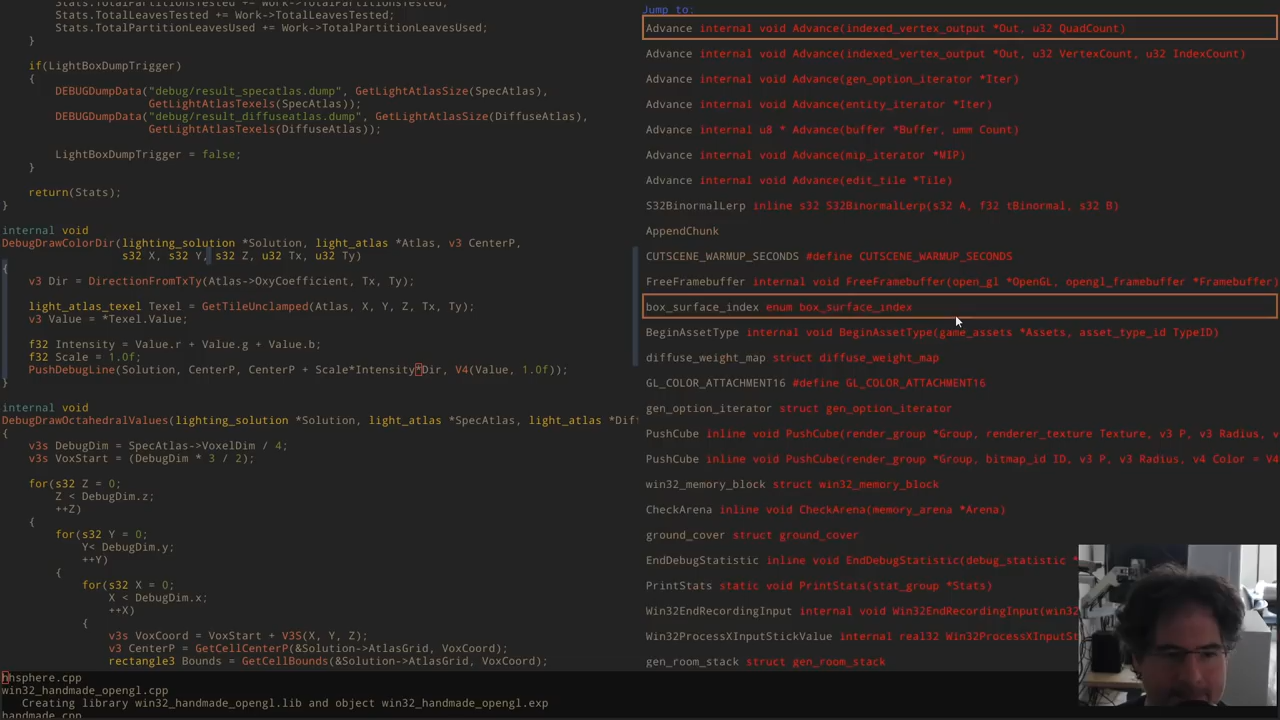 Stats.TotalPartitionsTested += Work->TotalPartitionsTested;
Stats.TotalLeavesTested += Work->TotalLeavesTested;
Stats.TotalPartitionLeavesUsed += Work->TotalPartitionLeavesUsed;
}
if(LightBoxDumpTrigger)
{
DEBUGDumpData("debug/result_specatlas.dump", GetLightAtlasSize(SpecAtlas),
GetLightAtlasTexels(SpecAtlas));
DEBUGDumpData("debug/result_diffuseatlas.dump", GetLightAtlasSize(DiffuseAtlas),
GetLightAtlasTexels(DiffuseAtlas));
LightBoxDumpTrigger = false;
}
return(Stats);
}
internal void
DebugDrawColorDir(lighting_solution *Solution, light_atlas *Atlas, v3 CenterP,
s32 X, s32 Y, s32 Z, u32 Tx, u32 Ty)
{
v3 Dir = DirectionFromTxTy(Atlas->OxyCoefficient, Tx, Ty);
light_atlas_texel Texel = GetTileUnclamped(Atlas, X, Y, Z, Tx, Ty);
v3 Value = *Texel.Value;
f32 Intensity = Value.r + Value.g + Value.b;
f32 Scale = 1.0f;
PushDebugLine(Solution, CenterP, CenterP + Scale*Intensity*Dir, V4(Value, 1.0f));
}
internal void
DebugDrawOctahedralValues(lighting_solution *Solution, light_atlas *SpecAtlas, light_atlas *Dif
{
v3s DebugDim = SpecAtlas->VoxelDim / 4;
v3s VoxStart = (DebugDim * 3 / 2);
for(s32 Z = 0;
Z < DebugDim.z;
++Z)
{
for(s32 Y = 0;
Y< DebugDim.y;
++Y)
{
for(s32 X = 0;
X < DebugDim.x;
++X)
{
v3s VoxCoord = VoxStart + V3S(X, Y, Z);
v3 CenterP = GetCellCenterP(&Solution->AtlasGrid, VoxCoord);
rectangle3 Bounds = GetCellBounds(&Solution->AtlasGrid, VoxCoord);
Jump to:
Advance internal void Advance(indexed_vertex_output *Out, u32 QuadCount)
Advance internal void Advance(indexed_vertex_output *Out, u32 VertexCount, u32 IndexCount)
Advance internal void Advance(gen_option_iterator *Iter)
Advance internal void Advance(entity_iterator *Iter)
Advance internal u8 * Advance(buffer *Buffer, umm Count)
Advance internal void Advance(mip_iterator *MIP)
Advance internal void Advance(edit_tile *Tile)
S32BinormalLerp inline s32 S32BinormalLerp(s32 A, f32 tBinormal, s32 B)
AppendChunk
CUTSCENE_WARMUP_SECONDS #define CUTSCENE_WARMUP_SECONDS
FreeFramebuffer internal void FreeFramebuffer(open_gl *OpenGL, opengl_framebuffer *Framebuffer)
box_surface_index enum box_surface_index
BeginAssetType internal void BeginAssetType(game_assets *Assets, asset_type_id TypeID)
diffuse_weight_map struct diffuse_weight_map
GL_COLOR_ATTACHMENT16 #define GL_COLOR_ATTACHMENT16
gen_option_iterator struct gen_option_iterator
PushCube inline void PushCube(render_group *Group, renderer_texture Texture, v3 P, v3 Radius, v
PushCube inline void PushCube(render_group *Group, bitmap_id ID, v3 P, v3 Radius, v4 Color = V4
win32_memory_block struct win32_memory_block
CheckArena inline void CheckArena(memory_arena *Arena)
ground_cover struct ground_cover
EndDebugStatistic inline void EndDebugStatistic(debug_statistic *
PrintStats static void PrintStats(stat_group *Stats)
Win32EndRecordingInput internal void Win32EndRecordingInput(win32
Win32ProcessXInputStickValue internal real32 Win32ProcessXInputSt
gen_room_stack struct gen_room_stack
hhsphere.cpp
win32_handmade_opengl.cpp
Creating library win32_handmade_opengl.lib and object win32_handmade_opengl.exp
handmade.cpp